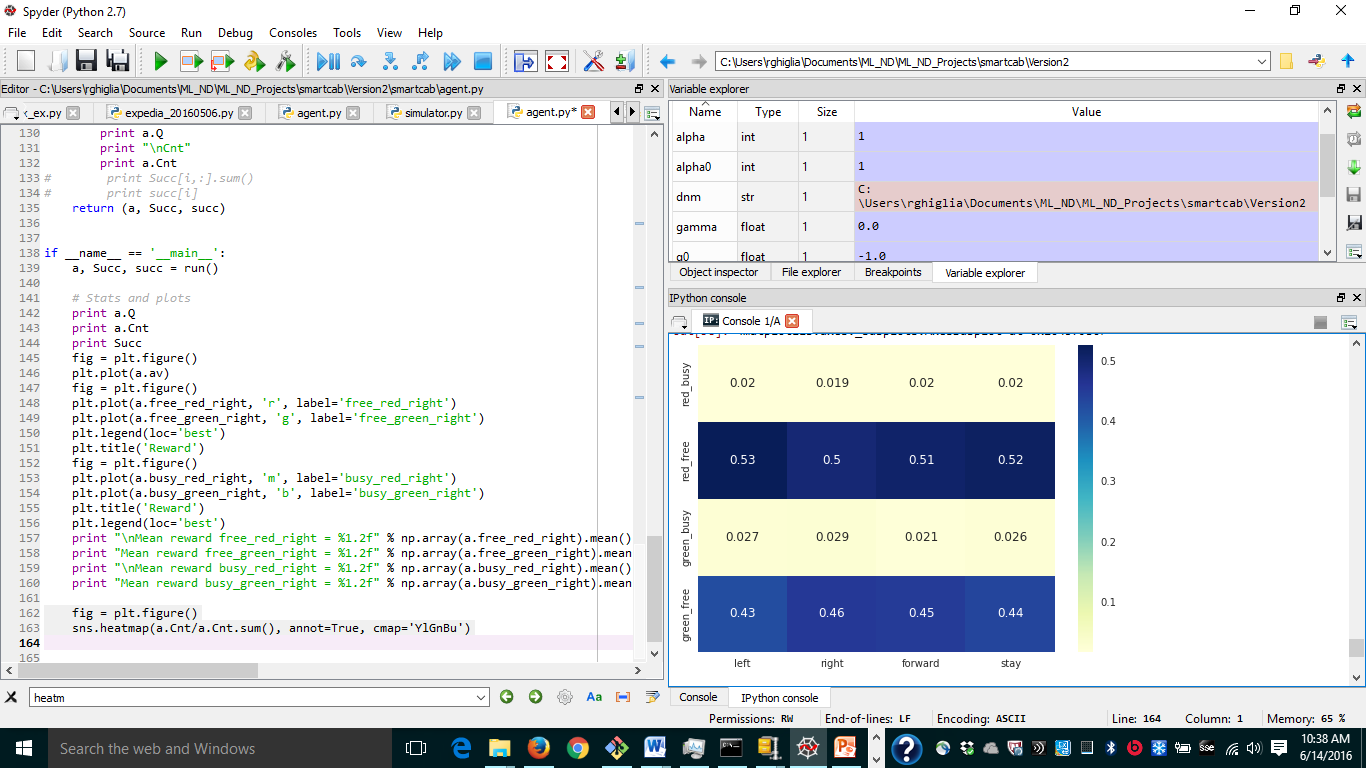 Spyder (Python 2.7)
File Edit Search Source Run Debug Consoles Tools View Help
C:\Users\rghiglia\Documents\ML_ND\ML_ND_Projects\smartcab\Version2
Editor - C:\Users\rghiglia\Documents\ML_ND\ML_ND_Projects\smartcab\Version2\smartcab\agent.py
_ex.py expedia_20160506.py agent.py simulator.py agent.py*
130 print a.Q
131 print "\nCnt"
132 print a.Cnt
133 # print Succ[i,:].sum()
134 # print succ[i]
135 return (a, Succ, succ)
136
137
138 if __name__ == '__main__':
139 a, Succ, succ = run()
140
141 # Stats and plots
142 print a.Q
143 print a.Cnt
144 print Succ
145 fig = plt.figure()
146 plt.plot(a.av)
147 fig = plt.figure()
148 plt.plot(a.free_red_right, 'r', label='free_red_right')
149 plt.plot(a.free_green_right, 'g', label='free_green_right')
150 plt.legend(loc='best')
151 plt.title('Reward')
152 fig = plt.figure()
153 plt.plot(a.busy_red_right, 'm', label='busy_red_right')
154 plt.plot(a.busy_green_right, 'b', label='busy_green_right')
155 plt.title('Reward')
156 plt.legend(loc='best')
157 print "\nMean reward free_red_right = %1.2f" % np.array(a.free_red_right).mean()
158 print "Mean reward free_green_right = %1.2f" % np.array(a.free_green_right).mean
159 print "\nMean reward busy_red_right = %1.2f" % np.array(a.busy_red_right).mean()
160 print "Mean reward busy_green_right = %1.2f" % np.array(a.busy_green_right).mean
161
162 fig = plt.figure()
163 sns.heatmap(a.Cnt/a.Cnt.sum(), annot=True, cmap='YlGnBu')
164
165
heatm
Aa
Variable explorer
Name Type Size Value
alpha int 1 1
alpha0 int 1 1
dnm str 1 C:
\Users\rghiglia\Documents\ML_ND\ML_ND_Projects\smartcab\Version2
gamma float 1 0.0
q0 float 1 -1.0
Object inspector File explorer Breakpoints Variable explorer
IPython console
IP: Console 1/A
red_busy 0.02 0.019 0.02 0.02
red_free 0.53 0.5 0.51 0.52
green_busy 0.027 0.029 0.021 0.026
green_free 0.43 0.46 0.45 0.44
left right forward stay
0.5
0.4
0.3
0.2
0.1
Console IPython console
Permissions: RW End-of-lines: LF Encoding: ASCII Line: 164 Column: 1 Memory: 65 %
Search the web and Windows
sse
10:38 AM
6/14/2016